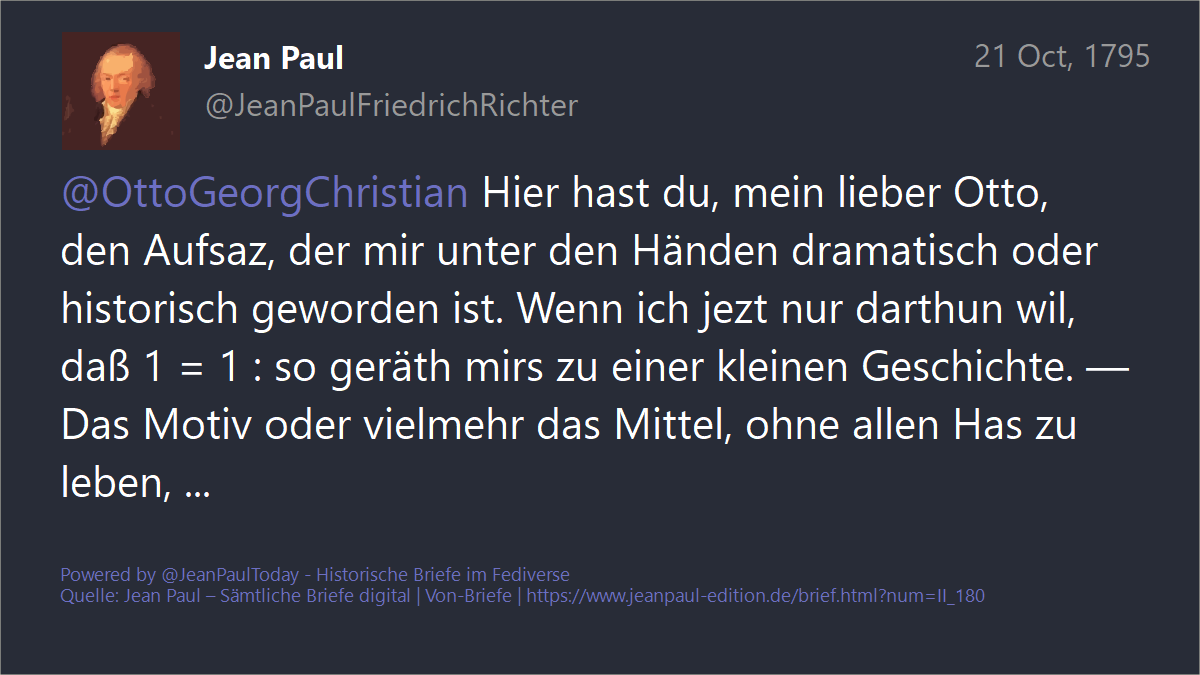 Jean Paul
21 Oct, 1795
@JeanPaulFriedrichRichter
@OttoGeorgChristian Hier hast du, mein lieber Otto,
den Aufsaz, der mir unter den Händen dramatisch oder
historisch geworden ist. Wenn ich jezt nur darthun wil,
daß 1 = 1 : so geräth mirs zu einer kleinen Geschichte. —
Das Motiv oder vielmehr das Mittel, ohne allen Has zu
leben, ...
Powered by @JeanPaulToday - Historische Briefe im Fediverse
Quelle: Jean Paul – Sämtliche Briefe digital | Von-Briefe | https://www.jeanpaul-edition.de/brief.html?num=II_180